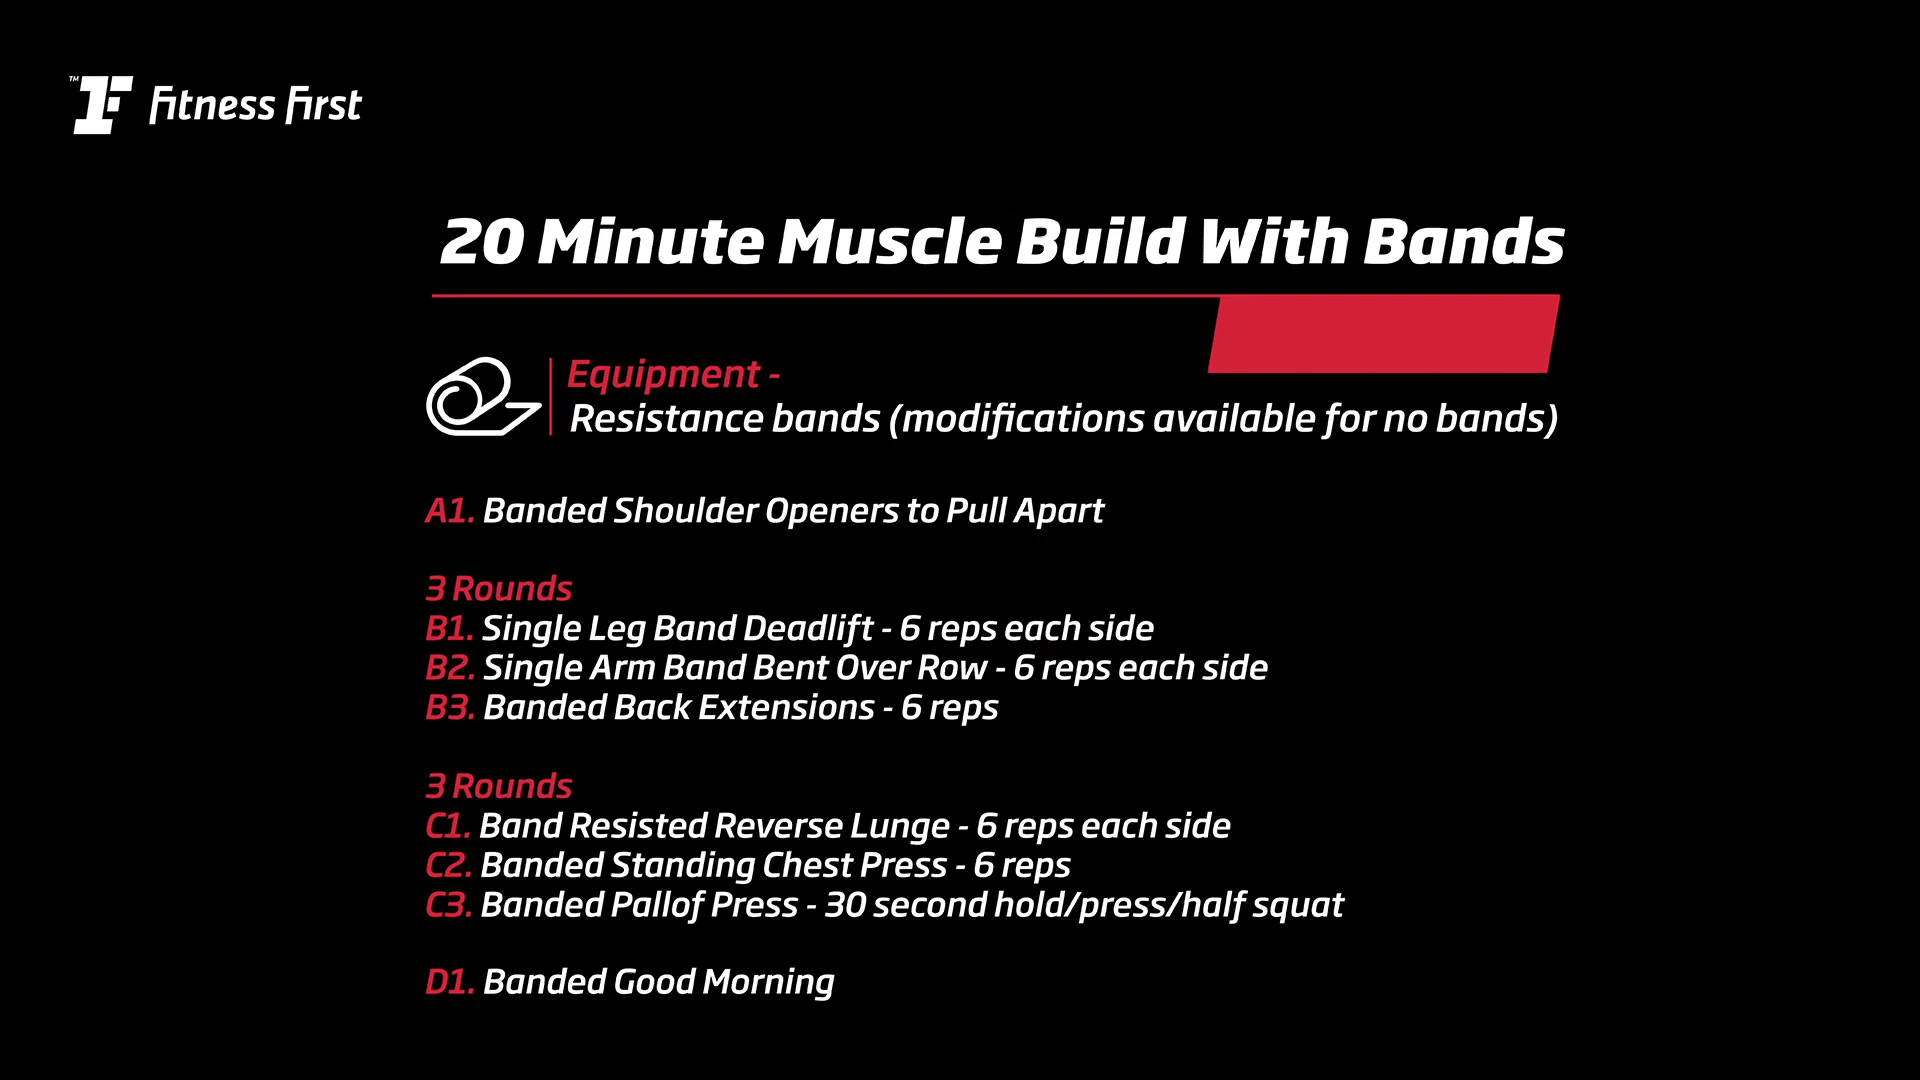 ™ Fitness First
20 Minute Muscle Build With Bands
Equipment -
Resistance bands (modifications available for no bands)
A1. Banded Shoulder Openers to Pull Apart
3 Rounds
B1. Single Leg Band Deadlift - 6 reps each side
B2. Single Arm Band Bent Over Row - 6 reps each side
B3. Banded Back Extensions - 6 reps
3 Rounds
C1. Band Resisted Reverse Lunge - 6 reps each side
C2. Banded Standing Chest Press - 6 reps
C3. Banded Pallof Press - 30 second hold/press/half squat
D1. Banded Good Morning